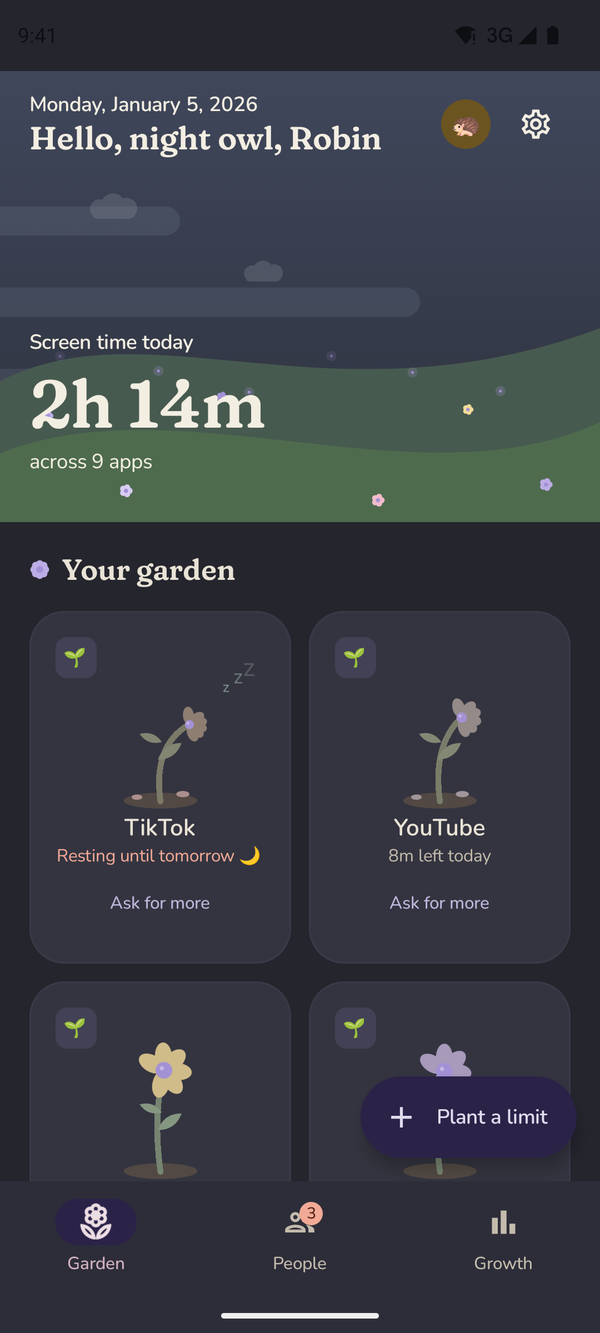 9:41
3G
Monday, January 5, 2026
Hello, night owl, Robin
Screen time today
2h 14m
across 9 apps
Your garden
z z Z
TikTok
Resting until tomorrow 🌙
Ask for more
YouTube
8m left today
Ask for more
Plant a limit
Garden
3
People
Growth